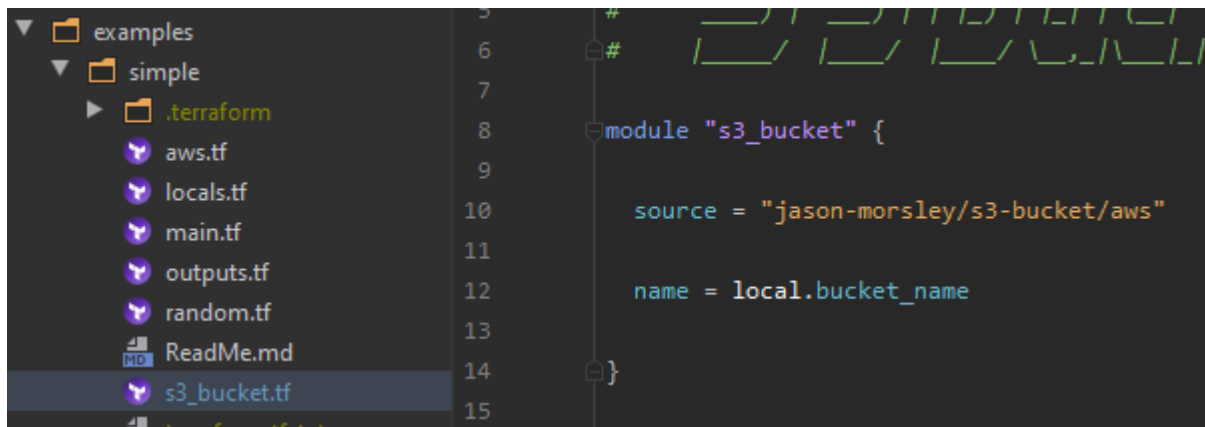 examples
simple
.terraform
aws.tf
locals.tf
main.tf
outputs.tf
random.tf
MD ReadMe.md
s3_bucket.tf
5 #
6 #
7
8 module "s3_bucket" {
9
10 source = "jason-morsley/s3-bucket/aws"
11
12 name = local.bucket_name
13
14 }
15